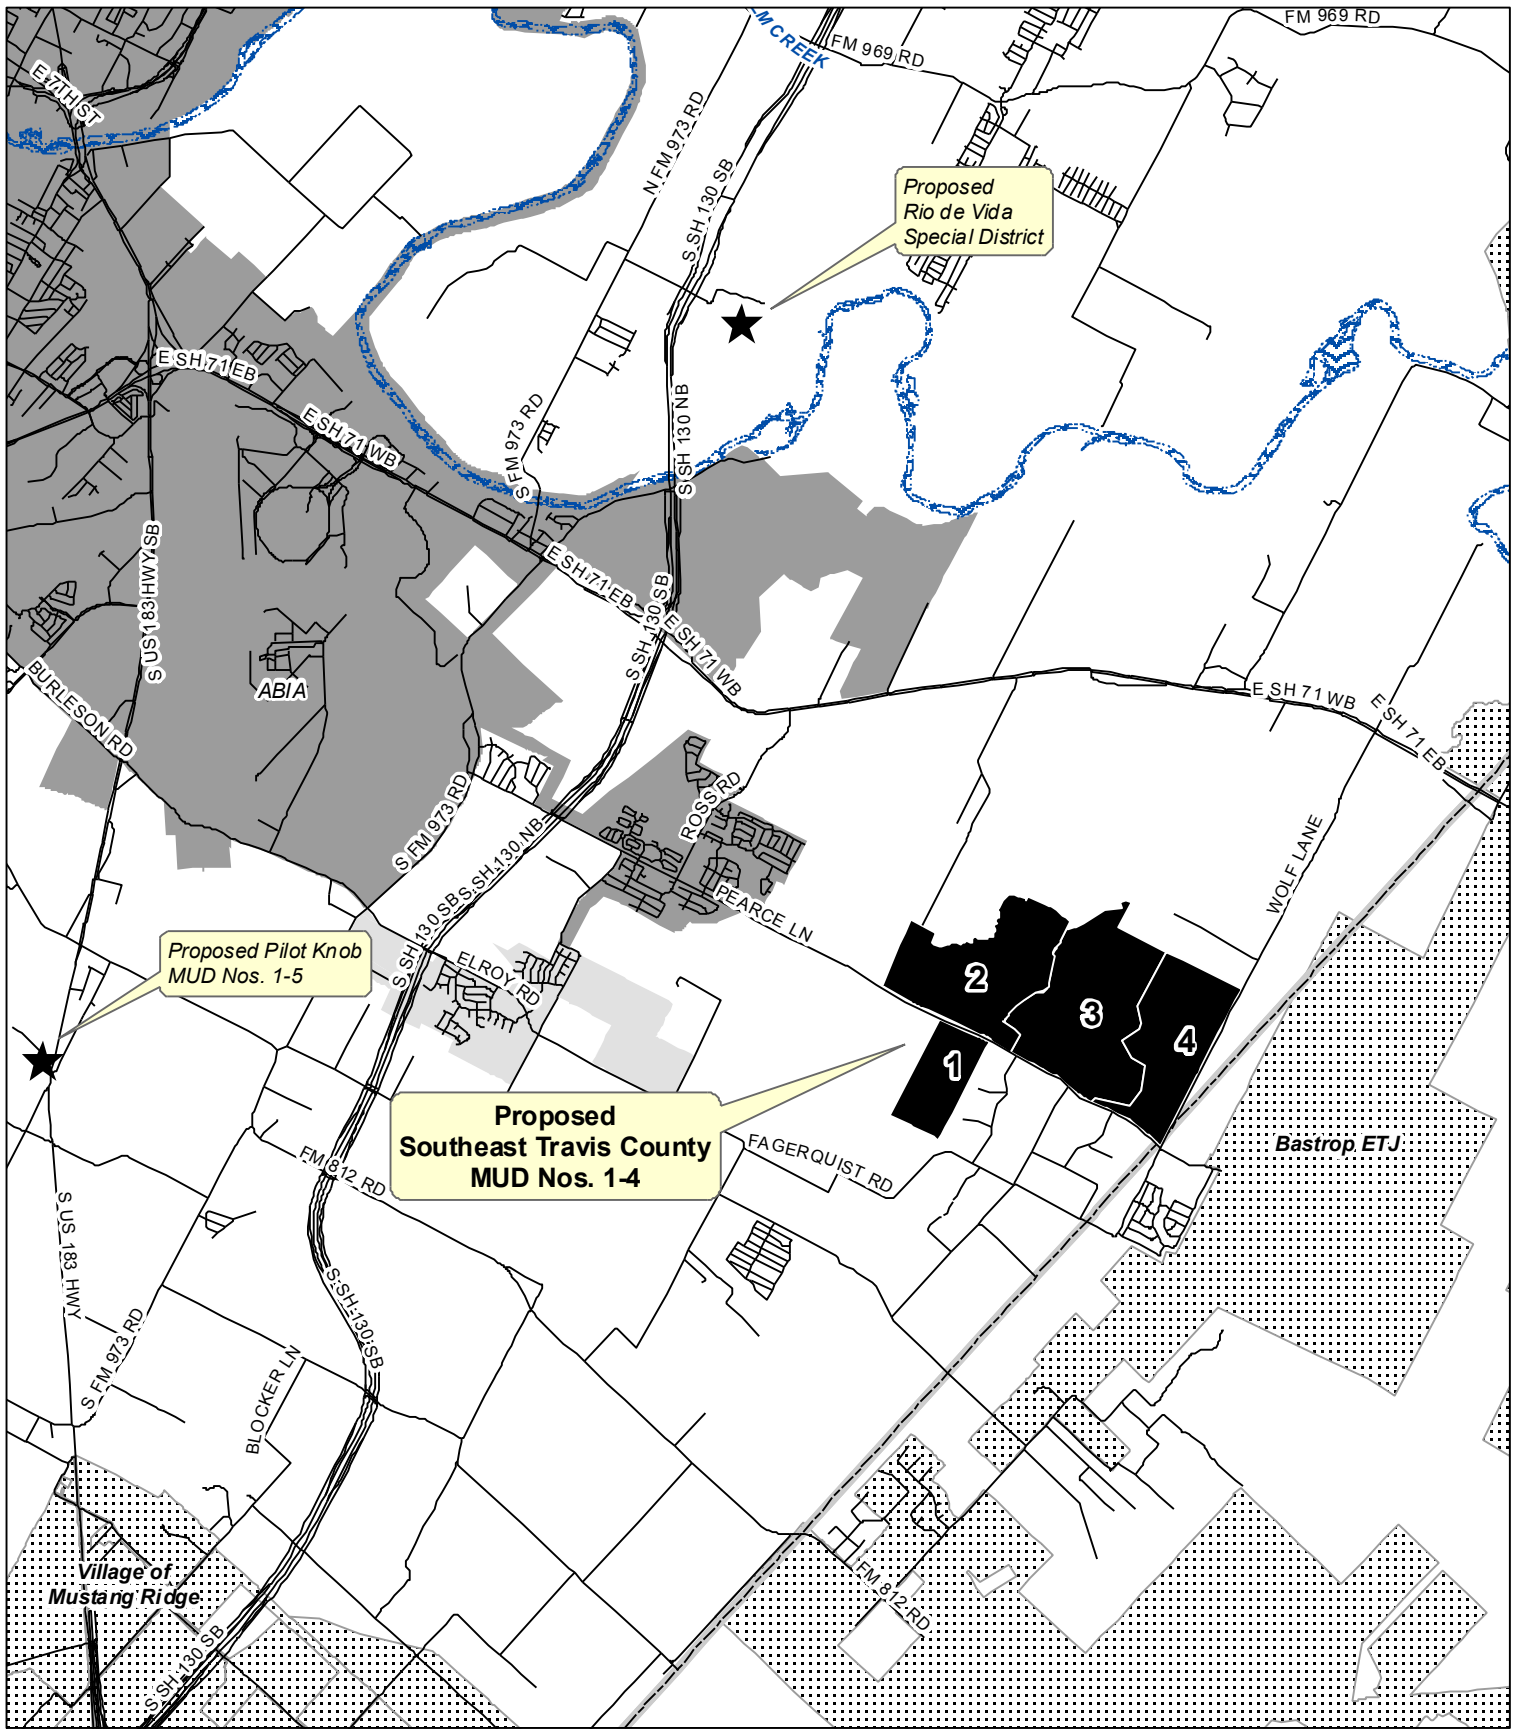 FM 969 RD
LM CREEK
FM 969 RD
E 7TH ST
N FM 973 RD
S SH 130 SB
Proposed
Rio de Vida
Special District
E SH 71 EB
E SH 71 WB
S FM 973 RD
S SH 130 NB
S US 183 HWY SB
E SH 71 EB
S SH 130 SB
E SH 71 WB
BURLESON RD
ABIA
E SH 71 WB
E SH 71 EB
ROSS RD
S FM 973 RD
S SH 130 NB
WOLF LANE
PEARCE LN
S SH 130 SB
Proposed Pilot Knob
MUD Nos. 1-5
ELROY RD
2
3
4
1
Proposed
Southeast Travis County
MUD Nos. 1-4
Bastrop ETJ
FAGERQUIST RD
FM 812 RD
S US 183 HWY
S SH 130 SB
S FM 973 RD
BLOCKER LN
Village of
Mustang Ridge
FM 812 RD
S SH 130 SB